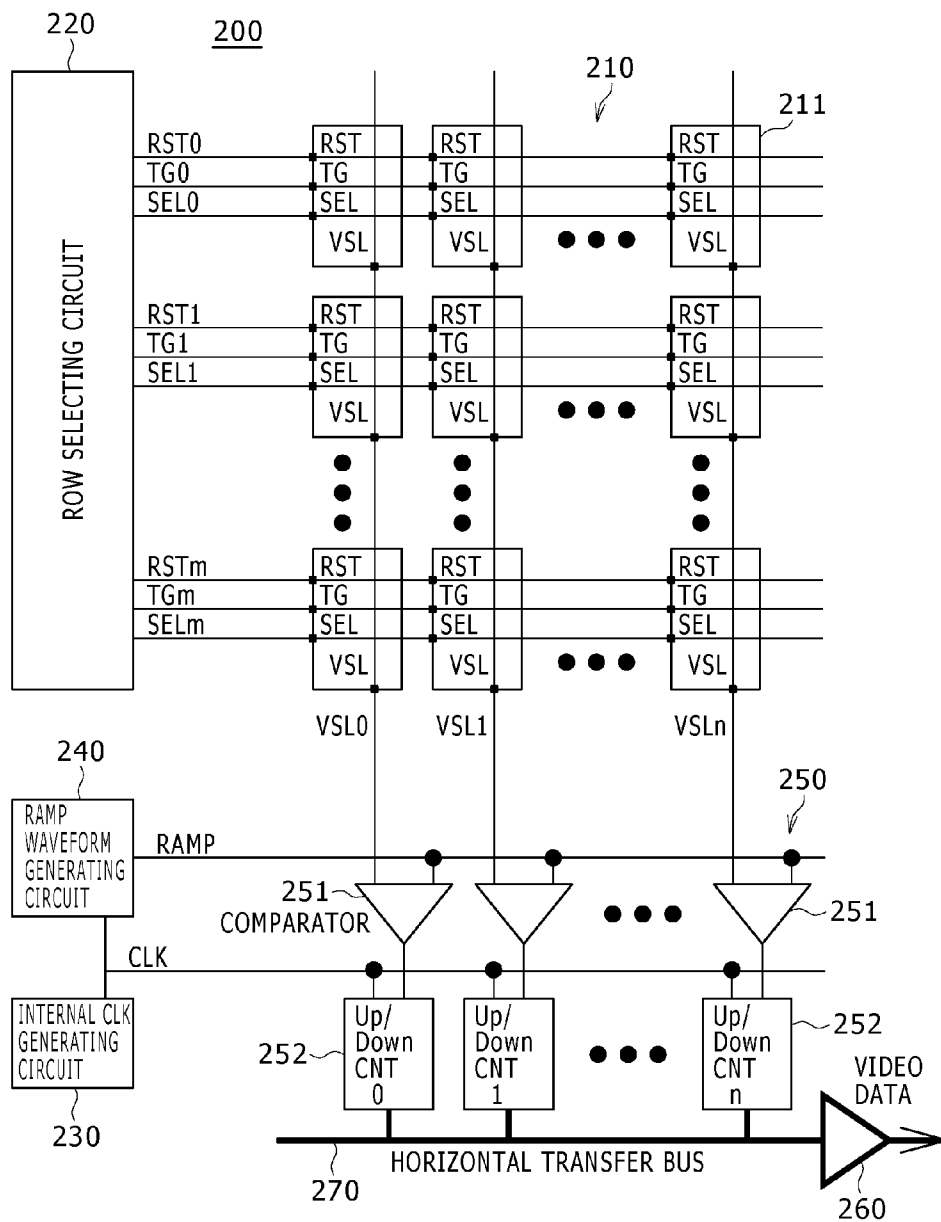 220
200
210
211
RST0
TG0
SEL0
RST
TG
SEL
VSL
RST
TG
SEL
VSL
RST
TG
SEL
VSL
ROW SELECTING CIRCUIT
RST1
TG1
SEL1
RST
TG
SEL
VSL
RST
TG
SEL
VSL
RST
TG
SEL
VSL
RSTm
TGm
SELm
RST
TG
SEL
VSL
RST
TG
SEL
VSL
RST
TG
SEL
VSL
VSL0
VSL1
VSLn
240
250
RAMP
WAVEFORM
GENERATING
CIRCUIT
RAMP
251
COMPARATOR
251
CLK
INTERNAL CLK
GENERATING
CIRCUIT
230
252
Up/
Down
CNT
0
Up/
Down
CNT
1
Up/
Down
CNT
n
252
VIDEO
DATA
HORIZONTAL TRANSFER BUS
270
260